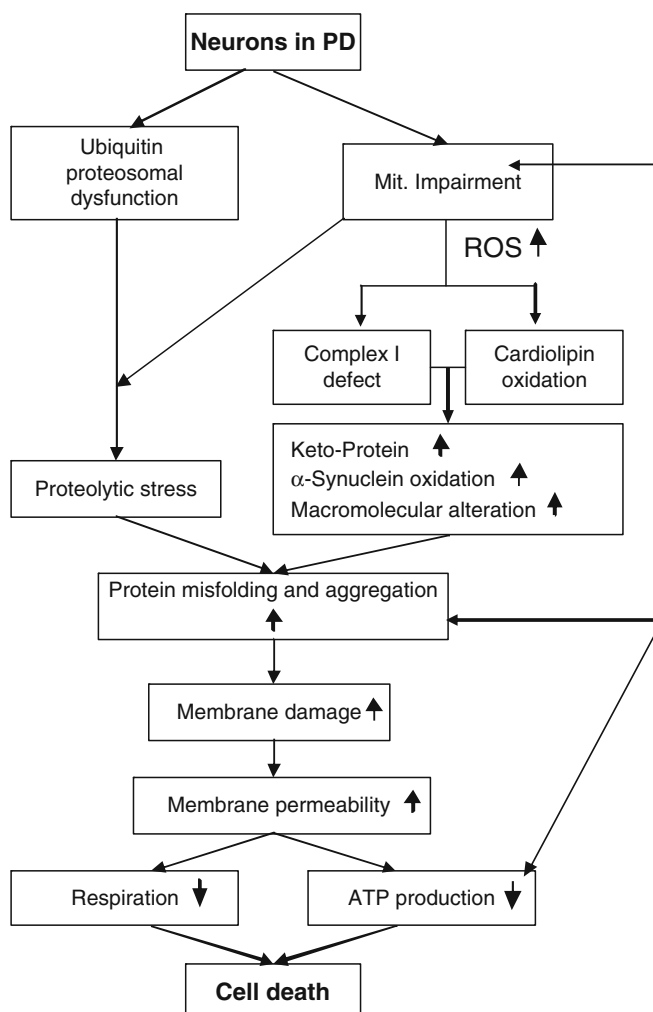 Neurons in PD
Ubiquitin
proteosomal
dysfunction
Mit. Impairment
ROS
Complex I
defect
Cardiolipin
oxidation
Keto-Protein
α-Synuclein oxidation
Macromolecular alteration
Proteolytic stress
Protein misfolding and aggregation
Membrane damage
Membrane permeability
Respiration
ATP production
Cell death